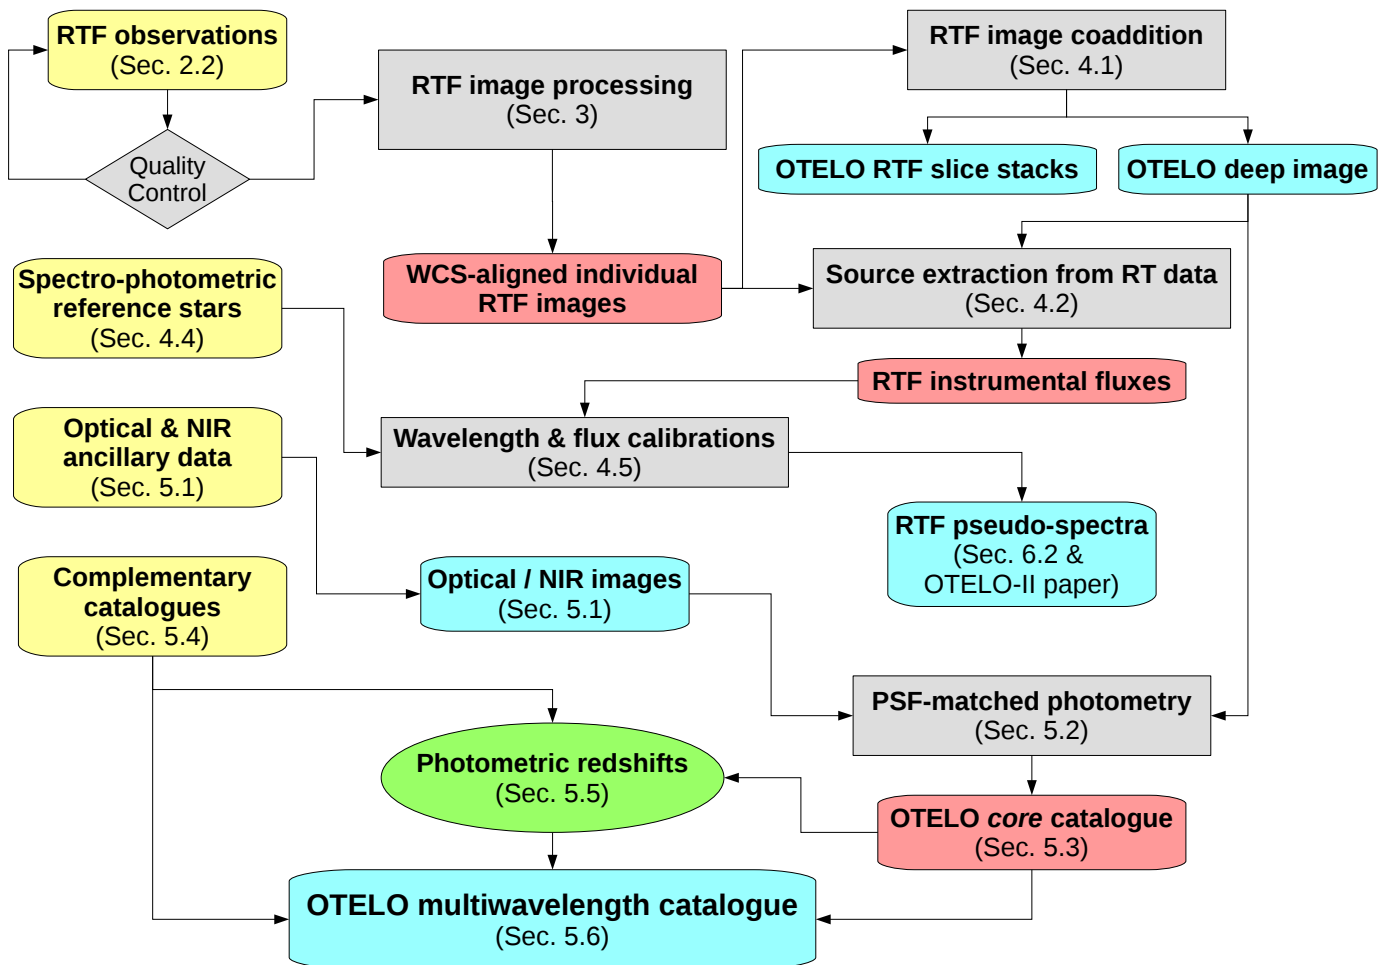 RTF observations
(Sec. 2.2)
Quality
Control
RTF image processing
(Sec. 3)
RTF image coaddition
(Sec. 4.1)
OTELO RTF slice stacks
OTELO deep image
WCS-aligned individual
RTF images
Source extraction from RT data
(Sec. 4.2)
Spectro-photometric
reference stars
(Sec. 4.4)
RTF instrumental fluxes
Optical & NIR
ancillary data
(Sec. 5.1)
Wavelength & flux calibrations
(Sec. 4.5)
RTF pseudo-spectra
(Sec. 6.2 &
OTELO-II paper)
Complementary
catalogues
(Sec. 5.4)
Optical / NIR images
(Sec. 5.1)
PSF-matched photometry
(Sec. 5.2)
Photometric redshifts
(Sec. 5.5)
OTELO core catalogue
(Sec. 5.3)
OTELO multiwavelength catalogue
(Sec. 5.6)